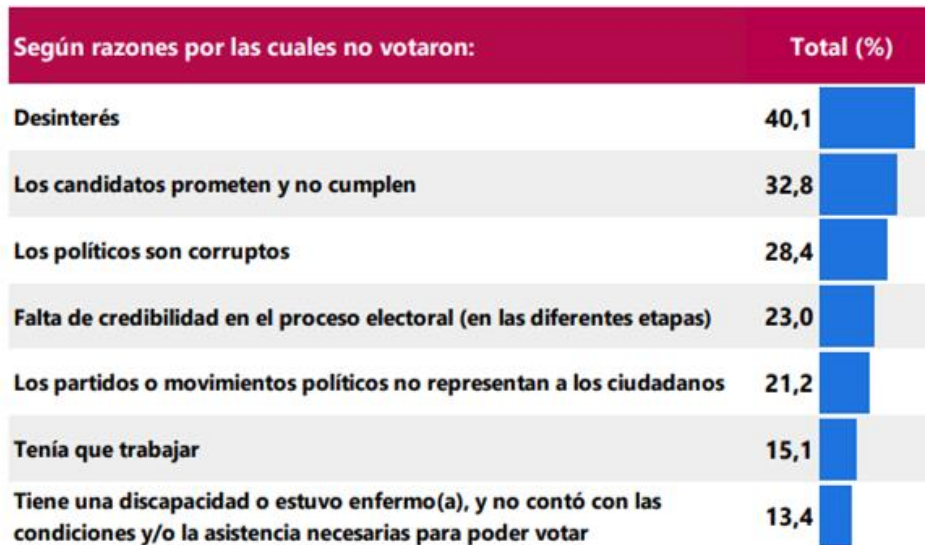 Según razones por las cuales no votaron: Total (%)
Desinterés 40,1
Los candidatos prometen y no cumplen 32,8
Los políticos son corruptos 28,4
Falta de credibilidad en el proceso electoral (en las diferentes etapas) 23,0
Los partidos o movimientos políticos no representan a los ciudadanos 21,2
Tenía que trabajar 15,1
Tiene una discapacidad o estuvo enfermo(a), y no contó con las
condiciones y/o la asistencia necesarias para poder votar 13,4